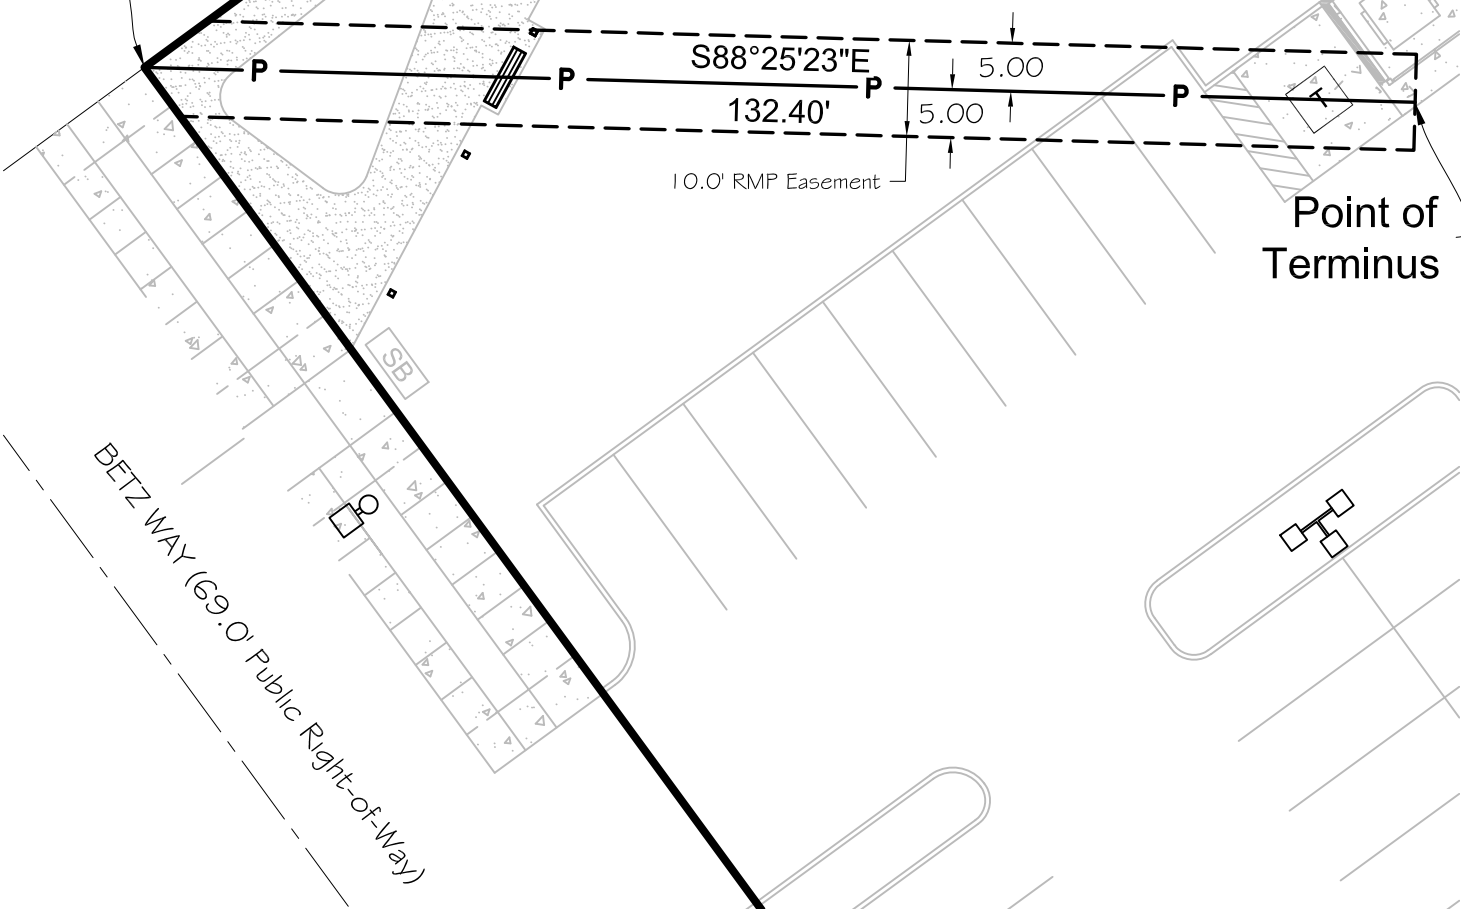 S88°25'23"E
5.00
P
P
P
P
T
132.40'
5.00
10.0' RMP Easement
Point of
Terminus
SB
BETZ WAY (69.0' Public Right-of-Way)